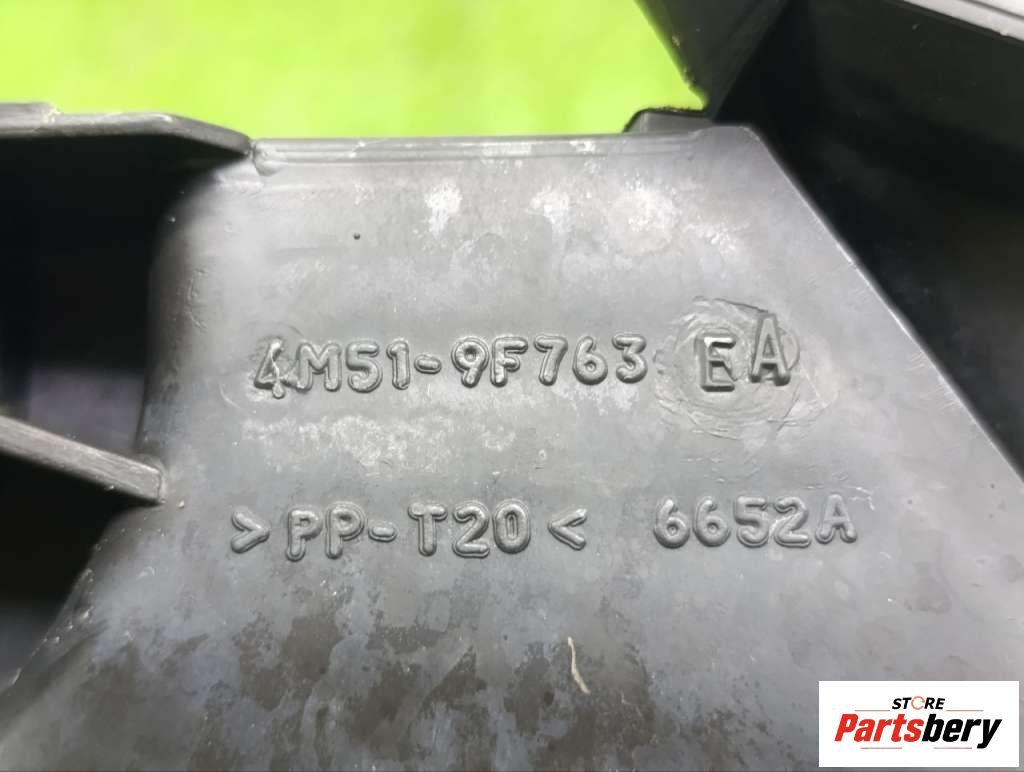 4M51-9F763 EA
>PP-T20< 6652A
STORE
Partsbery